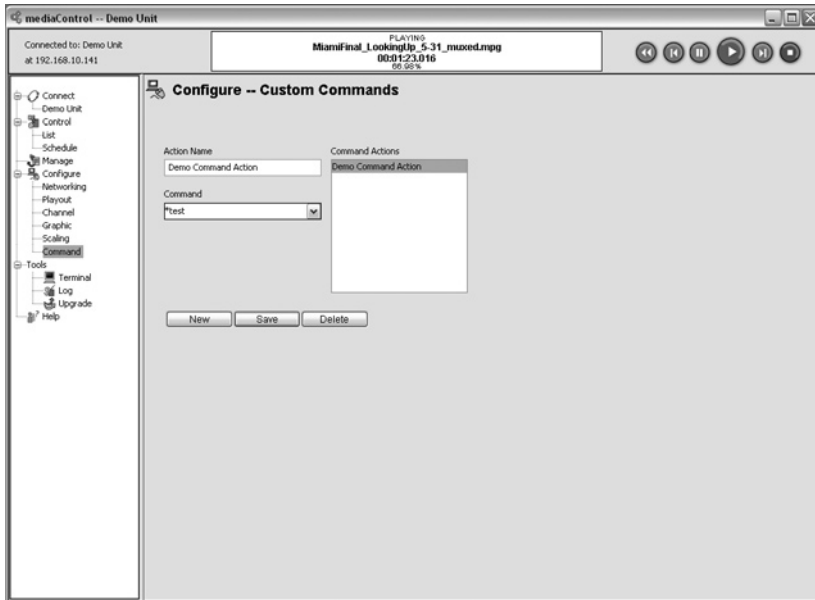 mediaControl -- Demo Unit
Connected to: Demo Unit
at 192.168.10.141
PLAYING
MiamiFinal_LookingUp_5-31_muxed.mpg
00:01:23.016
66.98%
Connect
Demo Unit
Control
List
Schedule
Manage
Configure
Networking
Playout
Channel
Graphic
Scaling
Command
Tools
Terminal
Log
Upgrade
Help
Configure -- Custom Commands
Action Name
Demo Command Action
Command
*test
Command Actions
Demo Command Action
New
Save
Delete